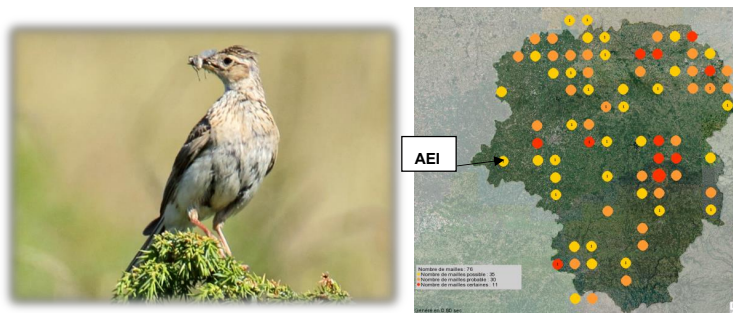 AEI
Nombre de mailles : 76
Nombre de mailles possible : 35
Nombre de mailles probable : 30
Nombre de mailles certaines : 11